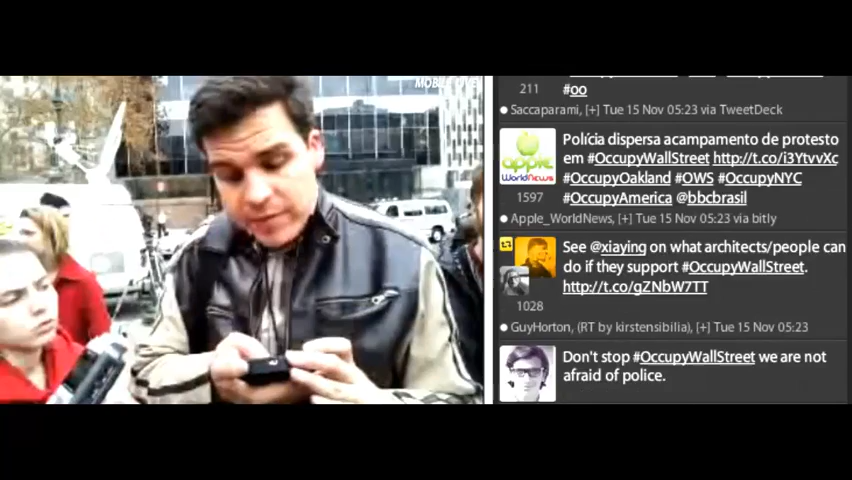 MOBILE LIVE!
211
#oo
Saccaparami, [+] Tue 15 Nov 05:23 via TweetDeck
apple
WorldNews
1597
Polícia dispersa acampamento de protesto
em #OccupyWallStreet http://t.co/i3YtvvXc
#OccupyOakland #OWS #OccupyNYC
#OccupyAmerica @bbcbrasil
Apple_WorldNews, [+] Tue 15 Nov 05:23 via bitly
1028
See @xiaying on what architects/people can
do if they support #OccupyWallStreet.
http://t.co/gZNbW7TT
GuyHorton, (RT by kirstensibilia), [+] Tue 15 Nov 05:23
Don't stop #OccupyWallStreet we are not
afraid of police.